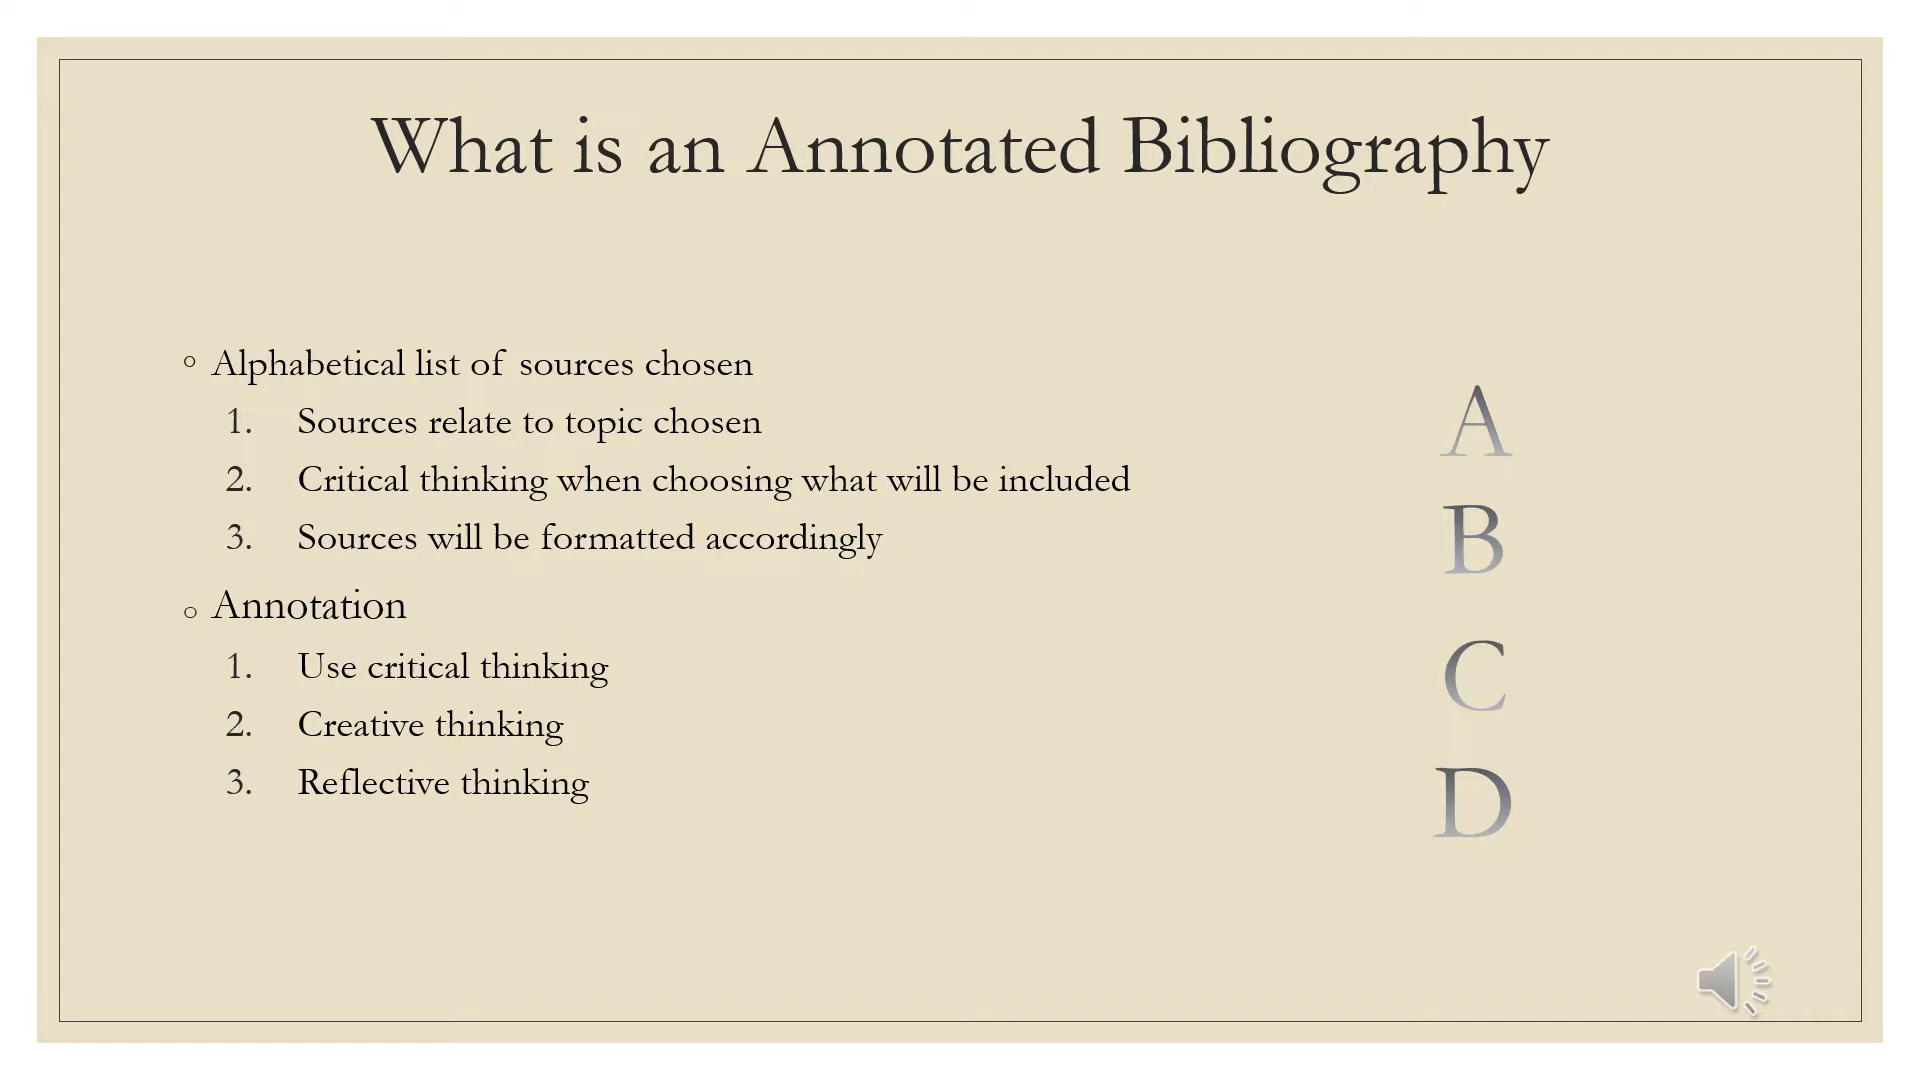 What is an Annotated Bibliography
◦ Alphabetical list of sources chosen
1. Sources relate to topic chosen
2. Critical thinking when choosing what will be included
3. Sources will be formatted accordingly
o Annotation
1. Use critical thinking
2. Creative thinking
3. Reflective thinking
A
B
C
D